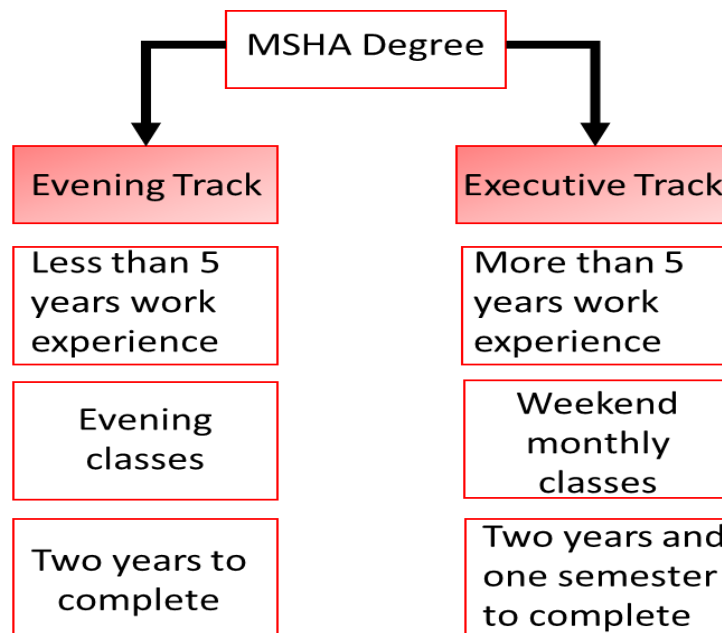 MSHA Degree
Evening Track
Less than 5
years work
experience
Evening
classes
Two years to
complete
Executive Track
More than 5
years work
experience
Weekend
monthly
classes
Two years and
one semester
to complete